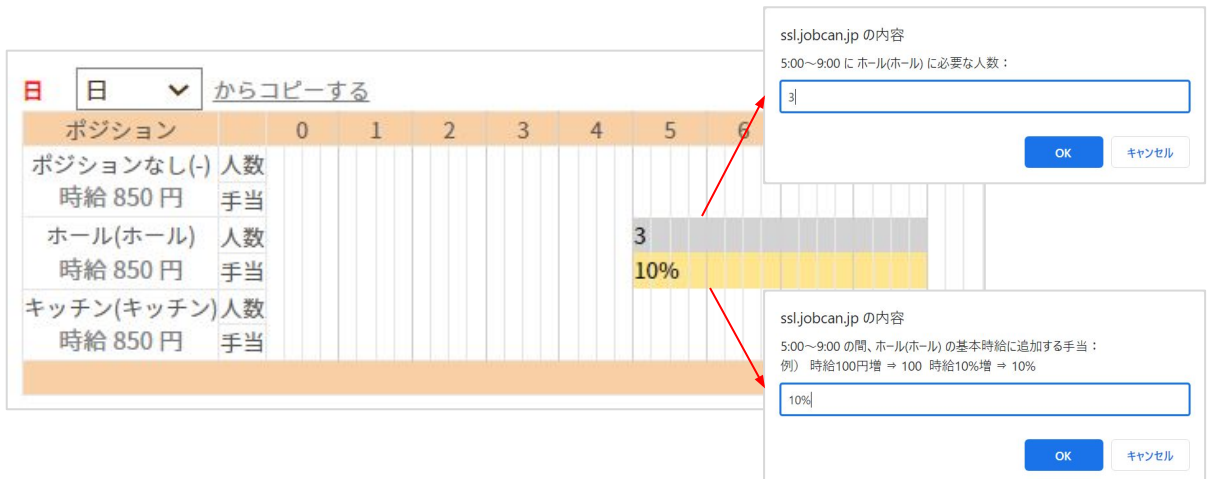 日 日 からコピーする
ポジション 0 1 2 3 4 5 6
ポジションなし(-) 人数
時給 850 円 手当
ホール(ホール) 人数 3
時給 850 円 手当 10%
キッチン(キッチン) 人数
時給 850 円 手当
ssl.jobcan.jp の内容
5:00～9:00 に ホール(ホール) に必要な人数：
3
OK キャンセル
ssl.jobcan.jp の内容
5:00～9:00 の間、ホール(ホール) の基本時給に追加する手当：
例） 時給100円増 ⇒ 100 時給10%増 ⇒ 10%
10%
OK キャンセル